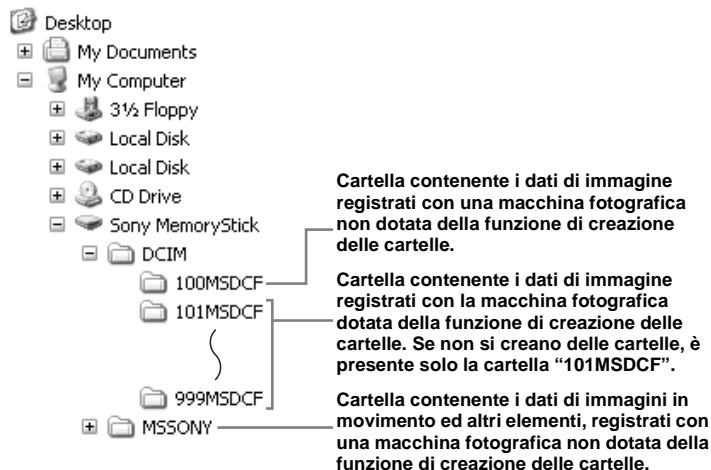 Desktop
My Documents
My Computer
3½ Floppy
Local Disk
Local Disk
CD Drive
Sony MemoryStick
DCIM
100MSDCF
101MSDCF
999MSDCF
MSSONY
Cartella contenente i dati di immagine
registrati con una macchina fotografica
non dotata della funzione di creazione
delle cartelle.
Cartella contenente i dati di immagine
registrati con la macchina fotografica
dotata della funzione di creazione delle
cartelle. Se non si creano delle cartelle, è
presente solo la cartella “101MSDCF”.
Cartella contenente i dati di immagini in
movimento ed altri elementi, registrati con
una macchina fotografica non dotata della
funzione di creazione delle cartelle.